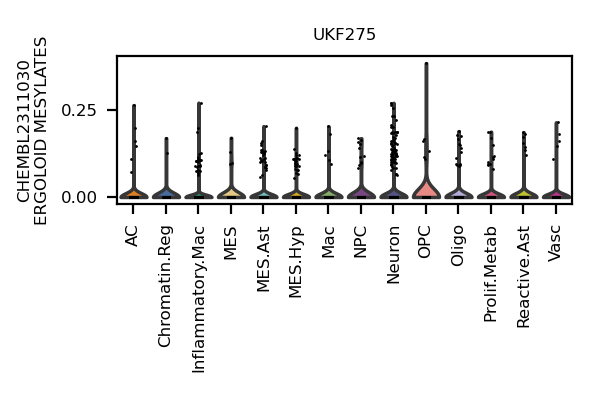 UKF275
CHEMBL2311030
ERGOLOID MESYLATES
0.25
0.00
AC
Chromatin.Reg
Inflammatory.Mac
MES
MES.Ast
MES.Hyp
Mac
NPC
Neuron
OPC
Oligo
Prolif.Metab
Reactive.Ast
Vasc